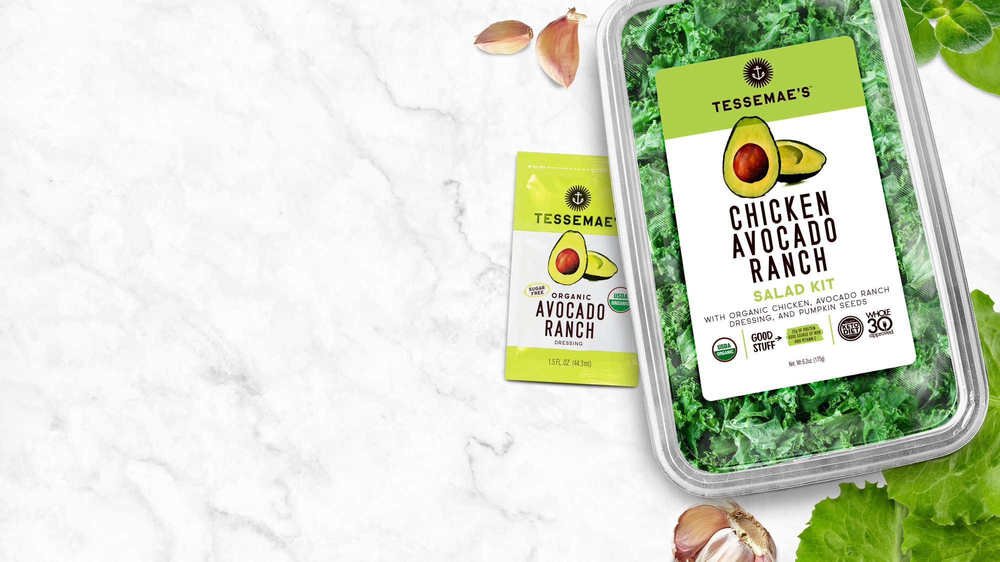 Tear Here
TESSEMAE'
SUGAR
FREE
ORGANIC
AVOCADO
RANCH
DRESSING
USDA
ORGANIC
1.5 FL. OZ. (44.3 ml)
TESSEMAE'S™
CHICKEN
AVOCADO
RANCH
SALAD KIT
WITH ORGANIC CHICKEN, AVOCADO RANCH
DRESSING, AND PUMPKIN SEEDS
USDA
ORGANIC
GOOD
STUFF
23g OF PROTEIN
GOOD SOURCE OF IRON
HIGH VITAMIN C
KETO
DIET
WHOLE
30
approved
Net. Wt. 6.2oz. (175g)